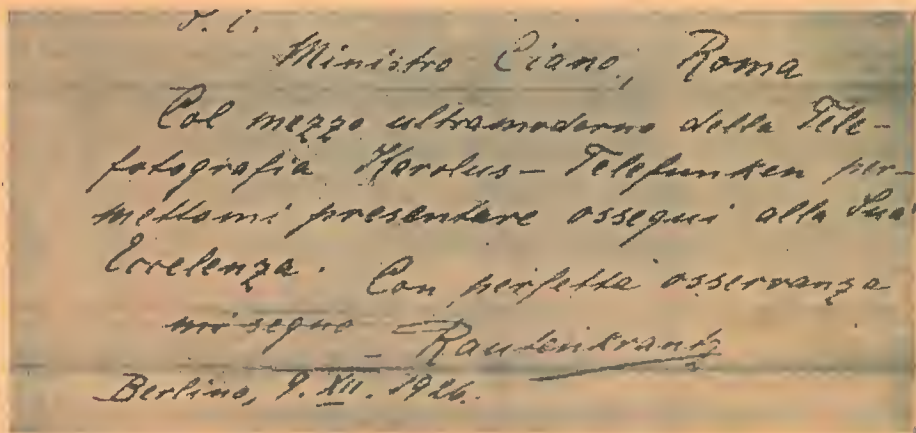 S. E.
Ministro Ciano, Roma
Col mezzo ultramoderno della Tele-
fotografia Karolus - Telefunken per-
mettomi presentare ossequi alla Sua
Eccelenza. Con perfetta osservanza
mi segno - Rautenkrantz
Berlino, 9. XII. 1926.